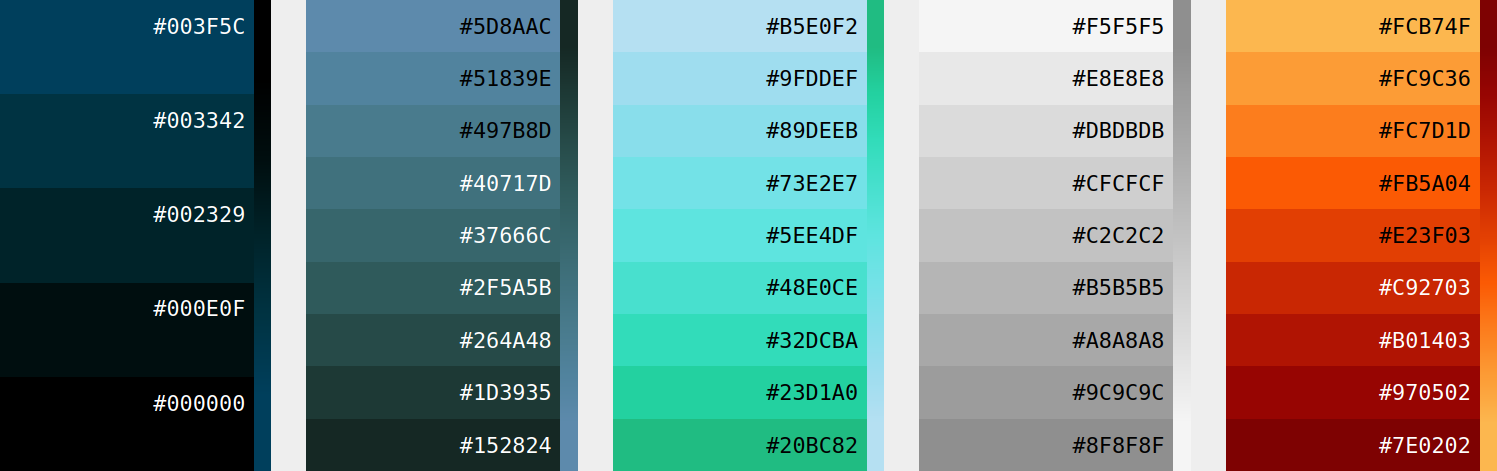 #003F5C
#003342
#002329
#000E0F
#000000
#5D8AAC
#51839E
#497B8D
#40717D
#37666C
#2F5A5B
#264A48
#1D3935
#152824
#B5E0F2
#9FDDEF
#89DEEB
#73E2E7
#5EE4DF
#48E0CE
#32DCBA
#23D1A0
#20BC82
#F5F5F5
#E8E8E8
#DBDBDB
#CFCFCF
#C2C2C2
#B5B5B5
#A8A8A8
#9C9C9C
#8F8F8F
#FCB74F
#FC9C36
#FC7D1D
#FB5A04
#E23F03
#C92703
#B01403
#970502
#7E0202